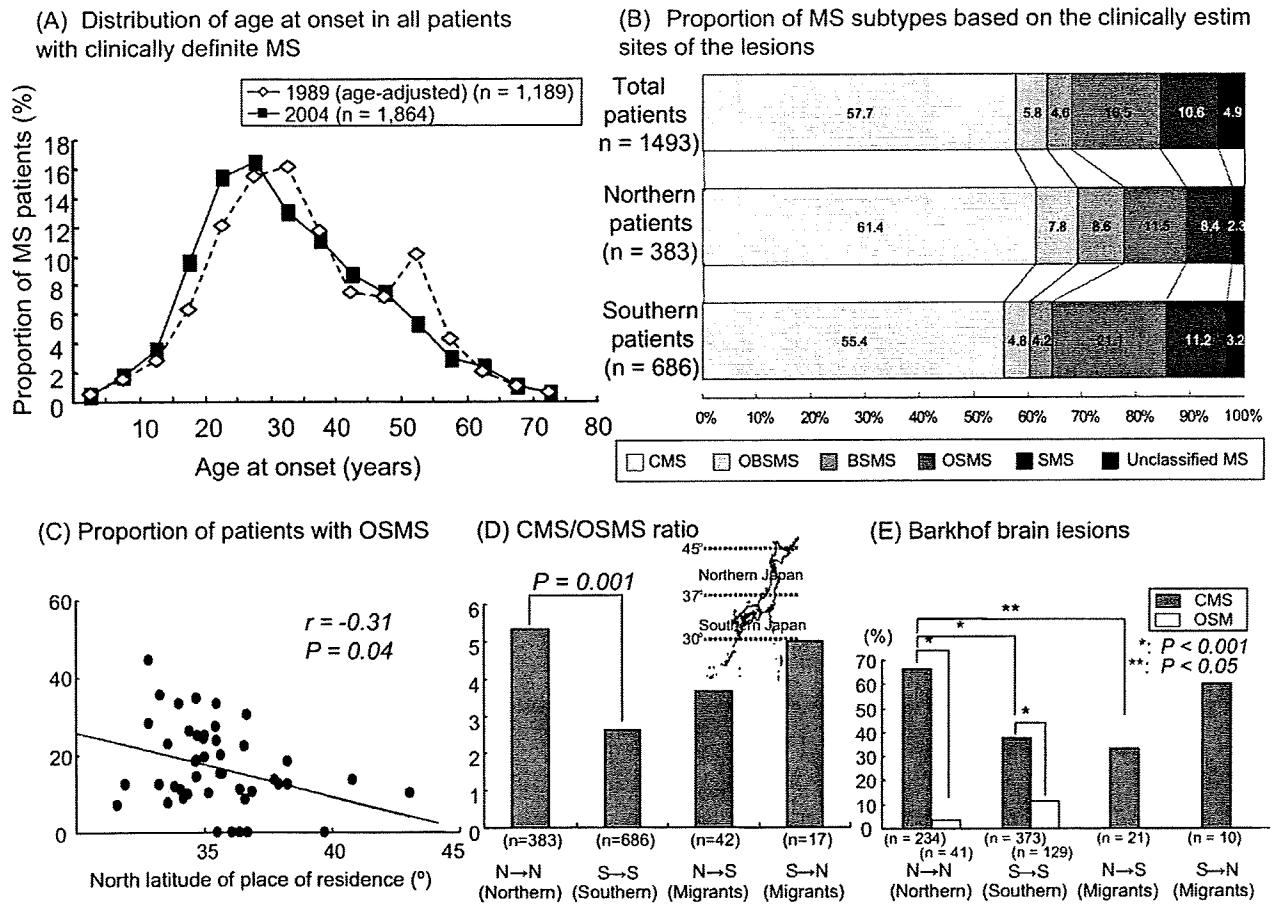 (A) Distribution of age at onset in all patients
with clinically definite MS
1989 (age-adjusted) (n = 1,189)
2004 (n = 1,864)
Proportion of MS patients (%)
18
16
14
12
10
8
6
4
2
0
10 20 30 40 50 60 70 80
Age at onset (years)
(B) Proportion of MS subtypes based on the clinically estim
sites of the lesions
Total
patients
n = 1493)
57.7 5.8 4.6 16.5 10.6 4.9
Northern
patients
(n = 383)
61.4 7.8 8.6 11.5 8.4 2.3
Southern
patients
(n = 686)
55.4 4.8 4.2 21.1 11.2 3.2
0% 10% 20% 30% 40% 50% 60% 70% 80% 90% 100%
CMS OBSMS BSMS OSMS SMS Unclassified MS
(C) Proportion of patients with OSMS
60
40
20
0
r = -0.31
P = 0.04
35 40 45
North latitude of place of residence (º)
(D) CMS/OSMS ratio
P = 0.001
6
5
4
3
2
1
0
45°
Northern Japan
37°
Southern Japan
30°
(n=383) (n=686) (n=42) (n=17)
N→N S→S N→S S→N
(Northern) (Southern) (Migrants) (Migrants)
(E) Barkhof brain lesions
CMS
OSM
*: P < 0.001
**: P < 0.05
**
*
*
*
(%)
70
60
50
40
30
20
10
0
(n = 234) (n = 373) (n = 21) (n = 10)
(n = 41) (n = 129)
N→N S→S N→S S→N
(Northern) (Southern) (Migrants) (Migrants)